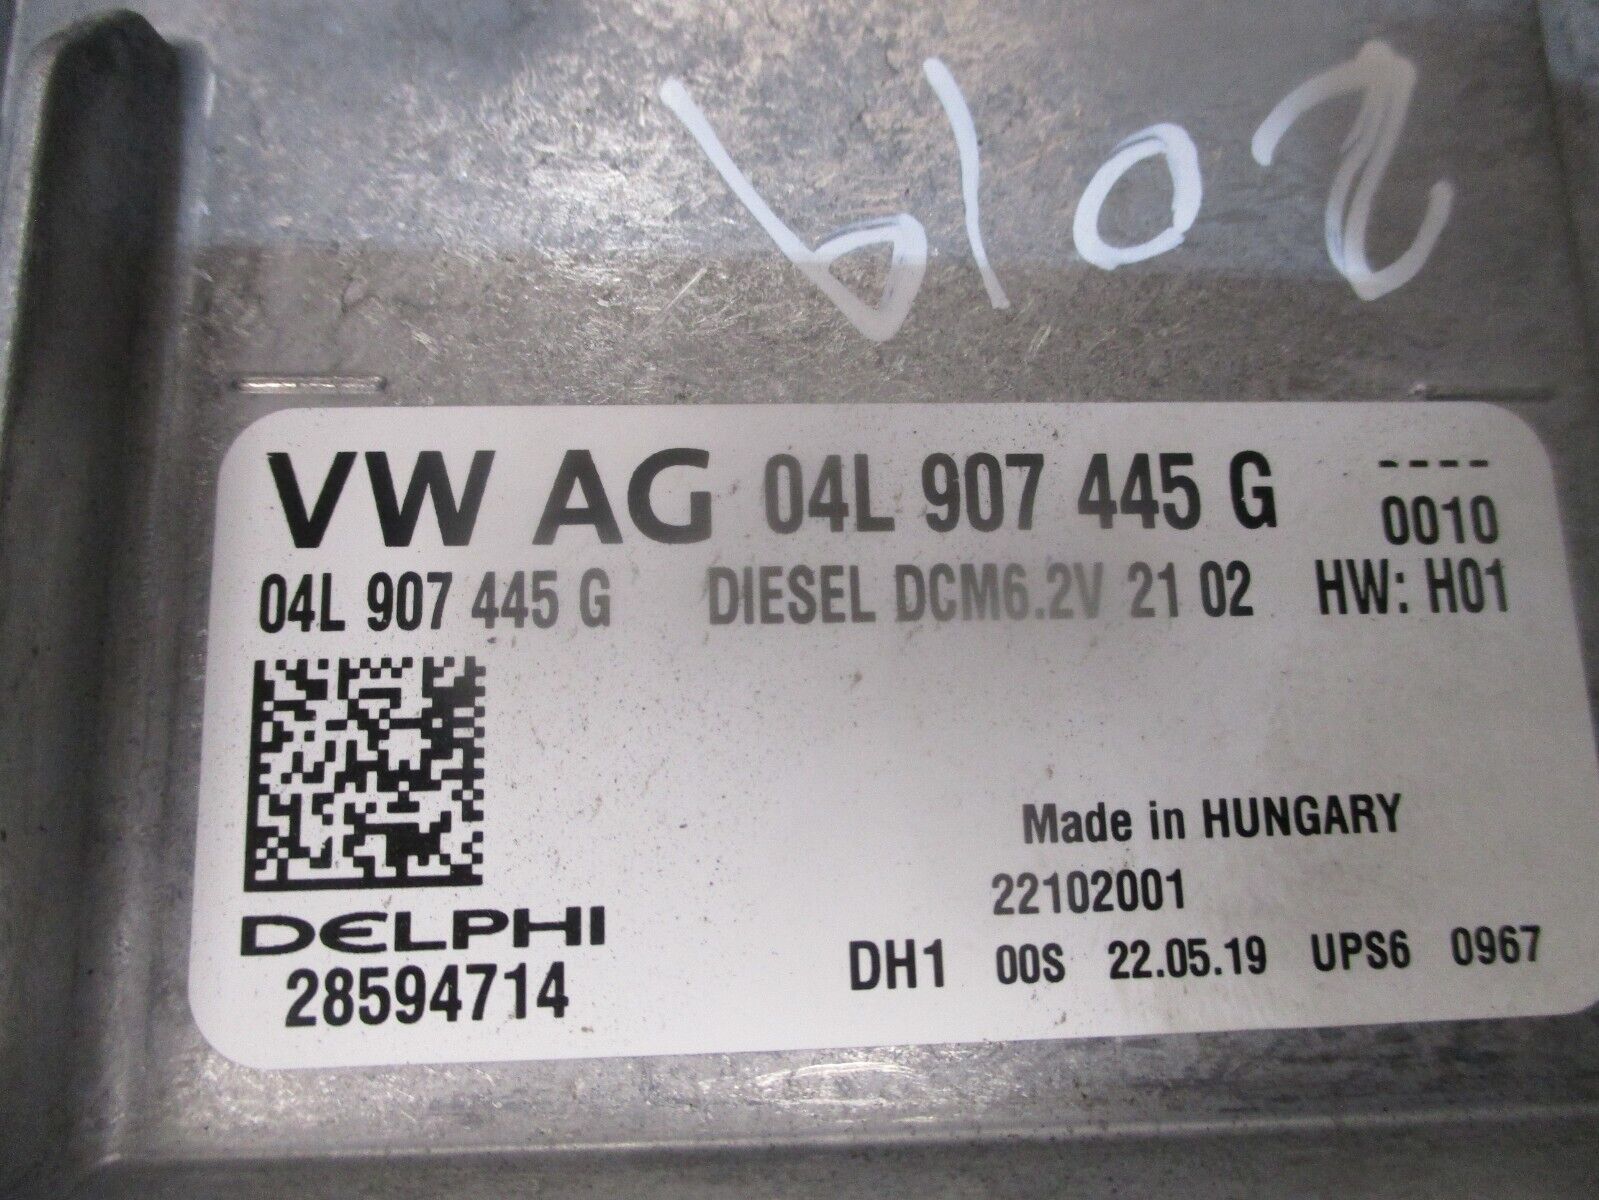 2019
VW AG 04L 907 445 G ----
0010
04L 907 445 G DIESEL DCM6.2V 21 02 HW: H01
Made in HUNGARY
22102001
DELPHI
28594714
DH1 00S 22.05.19 UPS6 0967